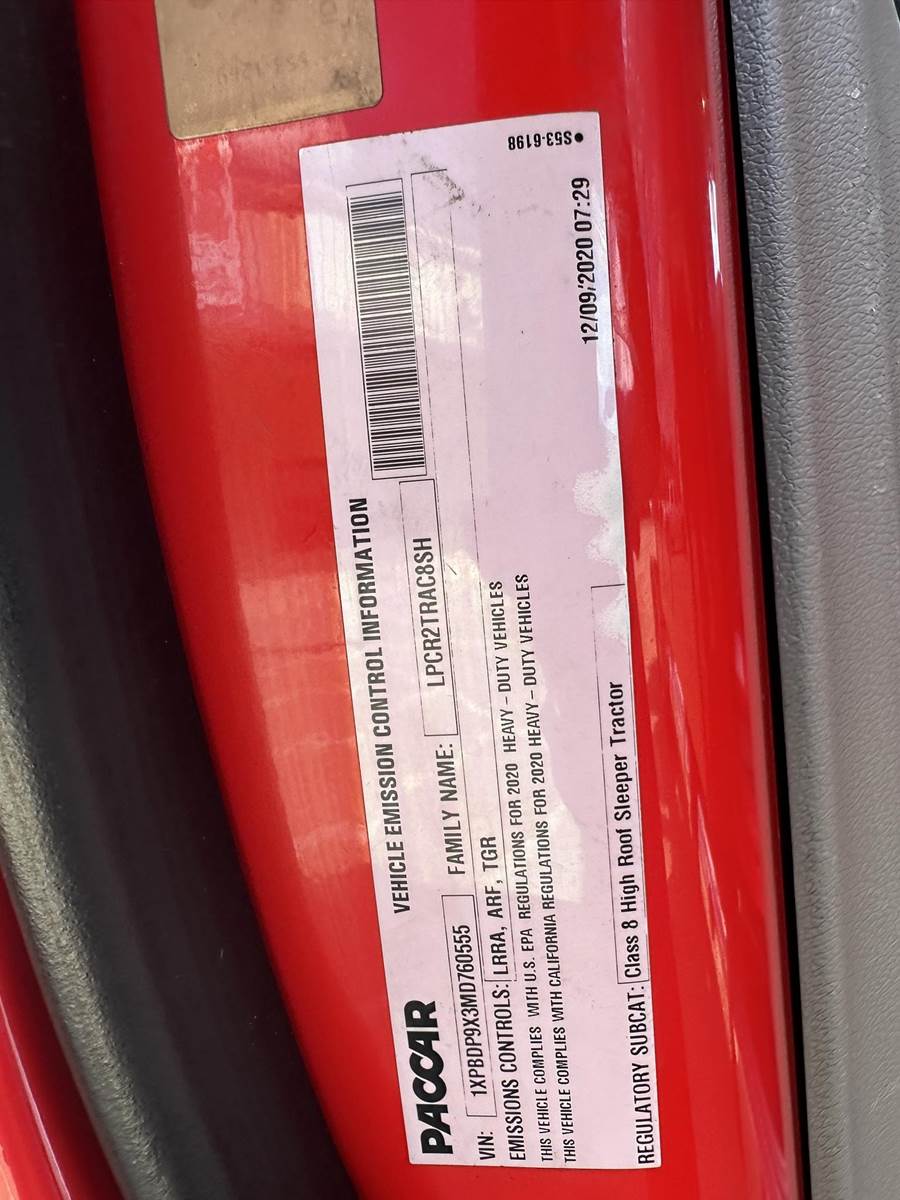 PACCAR VEHICLE EMISSION CONTROL INFORMATION
VIN: 1XPBDP9X3MD760555 FAMILY NAME: LPCR2TRAC8SH
EMISSIONS CONTROLS: LRRA, ARF, TGR
THIS VEHICLE COMPLIES WITH U.S. EPA REGULATIONS FOR 2020 HEAVY - DUTY VEHICLES
THIS VEHICLE COMPLIES WITH CALIFORNIA REGULATIONS FOR 2020 HEAVY - DUTY VEHICLES
REGULATORY SUBCAT: Class 8 High Roof Sleeper Tractor
12/09/2020 07:29
●S53-6198